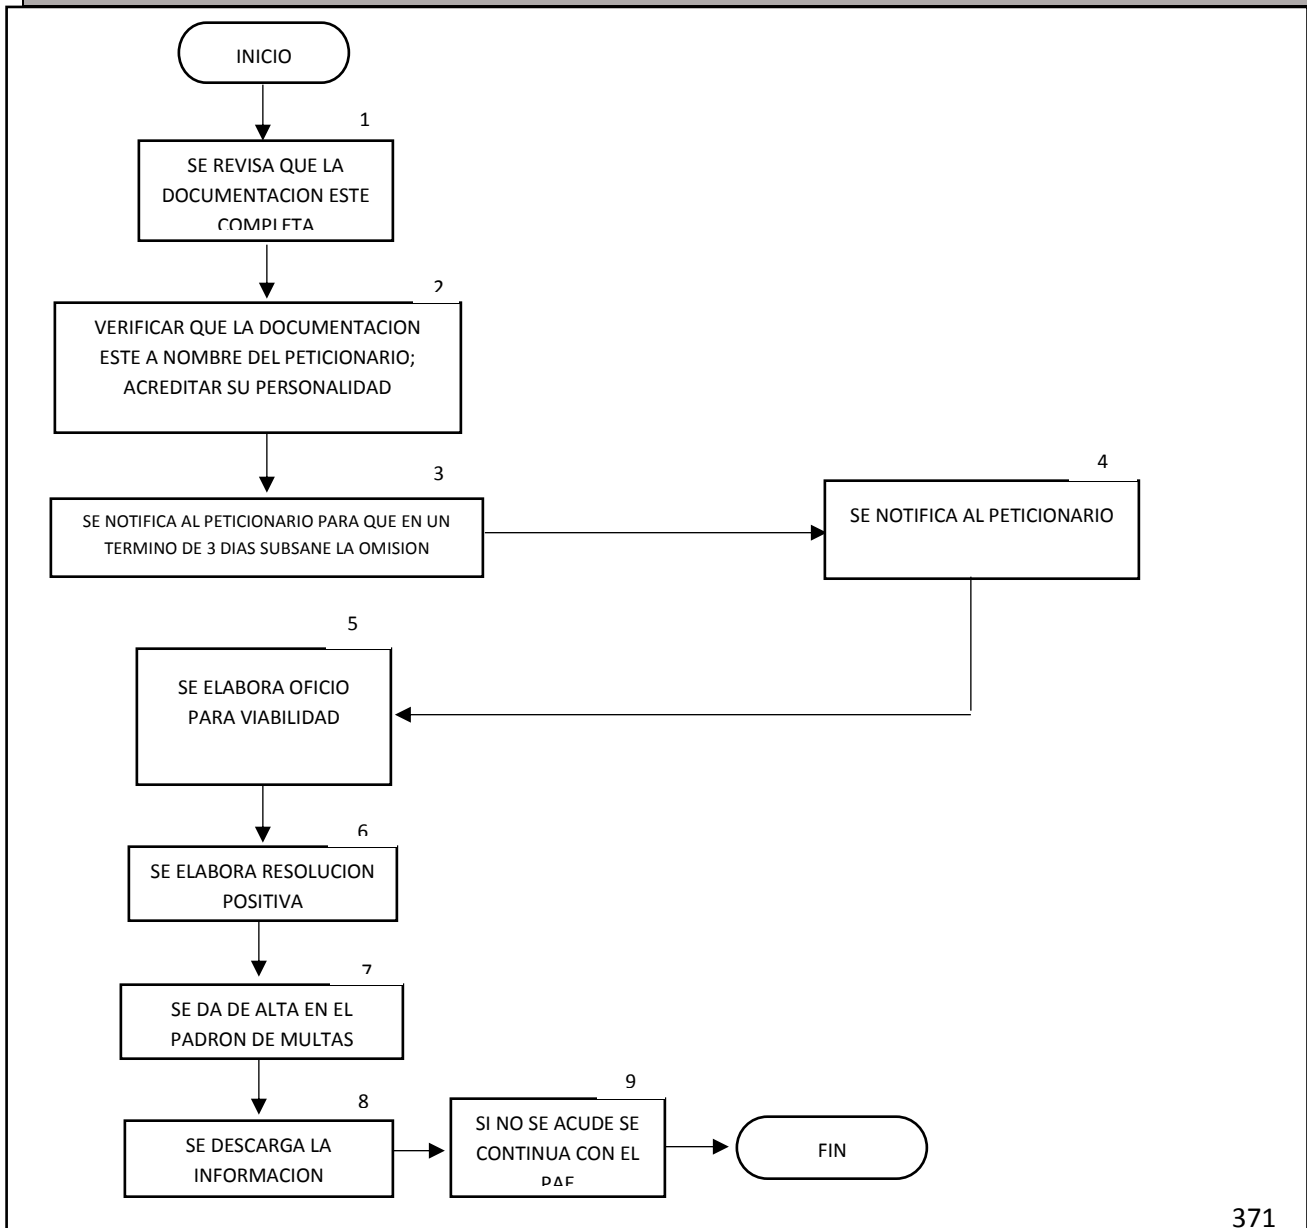 INICIO
1
SE REVISA QUE LA
DOCUMENTACION ESTE
COMPLETA
2
VERIFICAR QUE LA DOCUMENTACION
ESTE A NOMBRE DEL PETICIONARIO;
ACREDITAR SU PERSONALIDAD
3
SE NOTIFICA AL PETICIONARIO PARA QUE EN UN
TERMINO DE 3 DIAS SUBSANE LA OMISION
4
SE NOTIFICA AL PETICIONARIO
5
SE ELABORA OFICIO
PARA VIABILIDAD
6
SE ELABORA RESOLUCION
POSITIVA
7
SE DA DE ALTA EN EL
PADRON DE MULTAS
8
SE DESCARGA LA
INFORMACION
9
SI NO SE ACUDE SE
CONTINUA CON EL
FIN
371